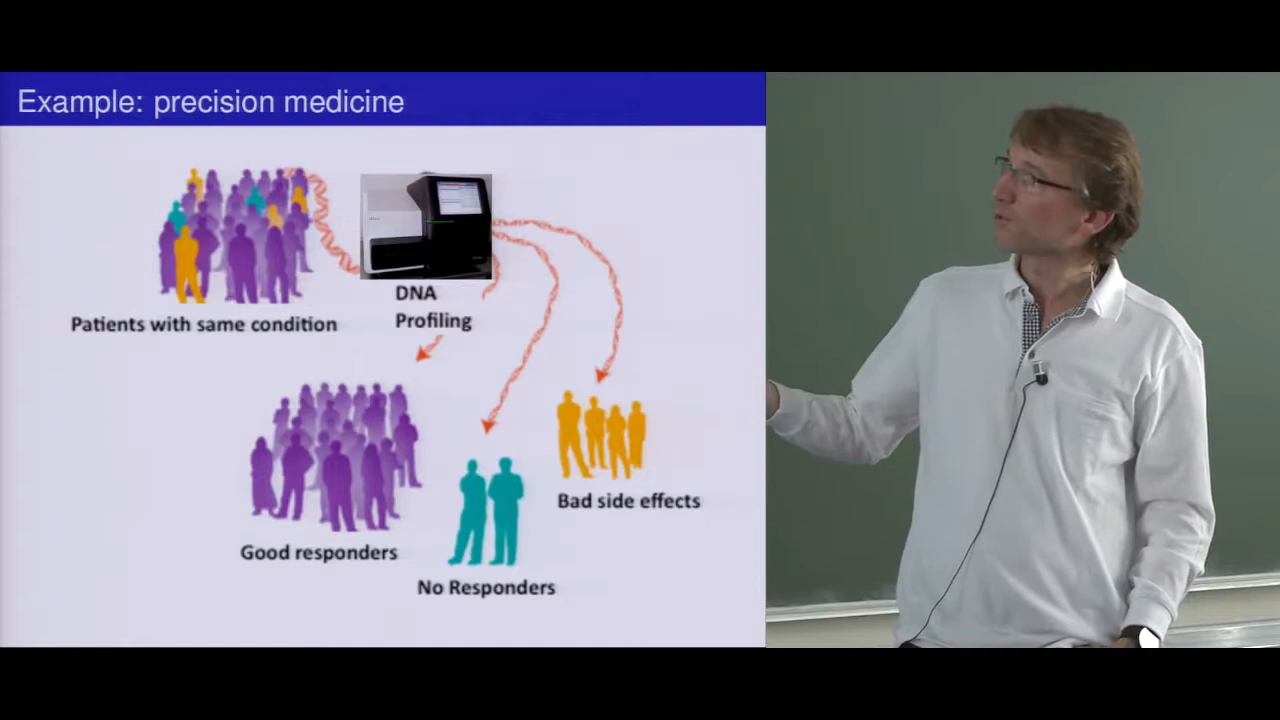 Example: precision medicine
Patients with same condition
DNA
Profiling
Good responders
No Responders
Bad side effects